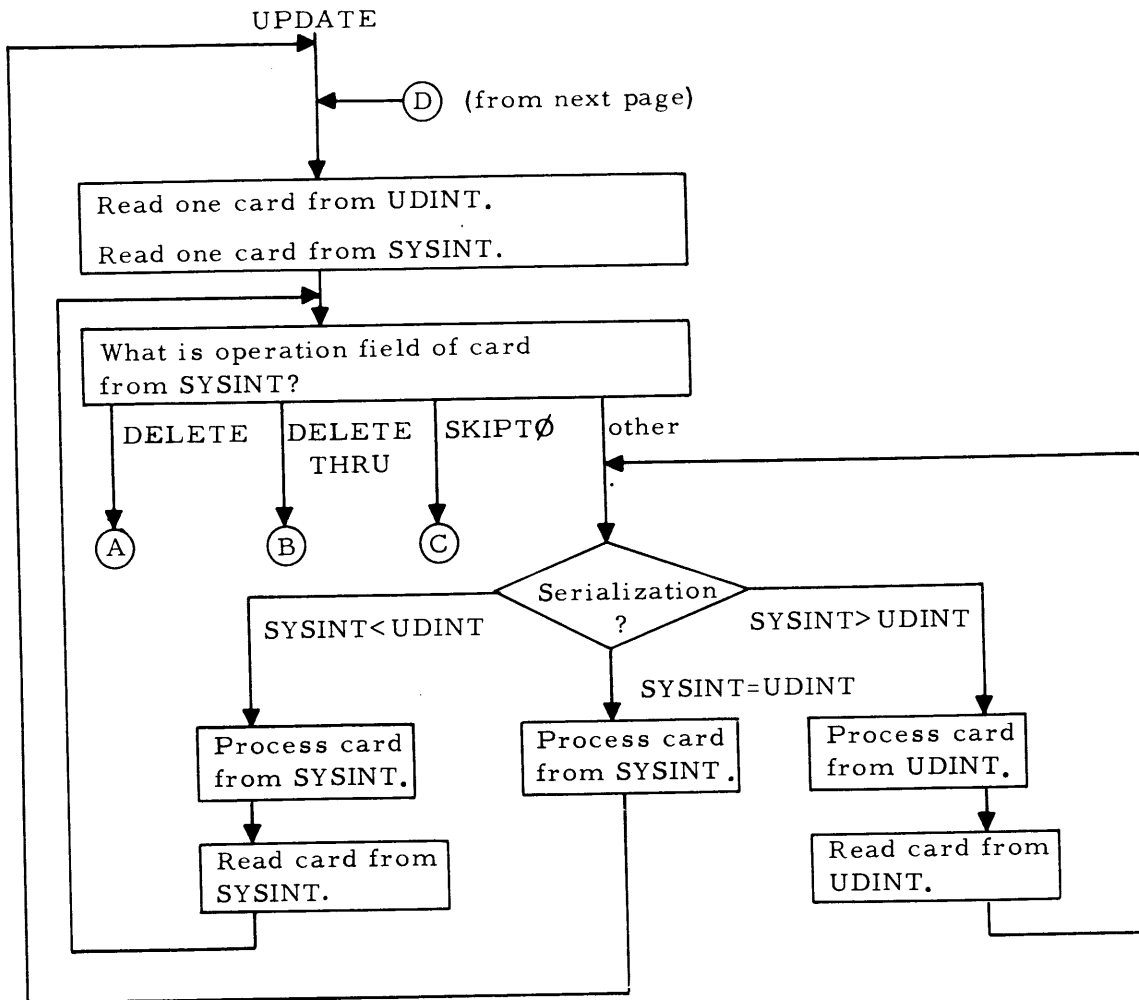 UPDATE
D (from next page)
Read one card from UDINT.
Read one card from SYSINT.
What is operation field of card
from SYSINT?
DELETE
DELETE
THRU
SKIPTØ
other
A
B
C
Serialization
?
SYSINT<UDINT
SYSINT>UDINT
SYSINT=UDINT
Process card
from SYSINT.
Process card
from SYSINT.
Process card
from UDINT.
Read card from
SYSINT.
Read card from
UDINT.